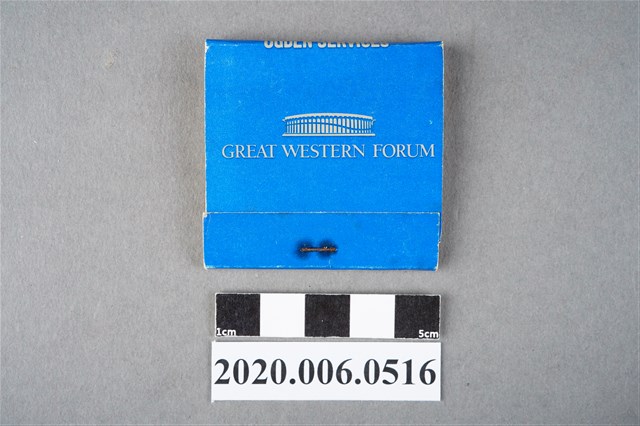 OGDEN SERVICES
GREAT WESTERN FORUM
1cm 5cm
2020.006.0516